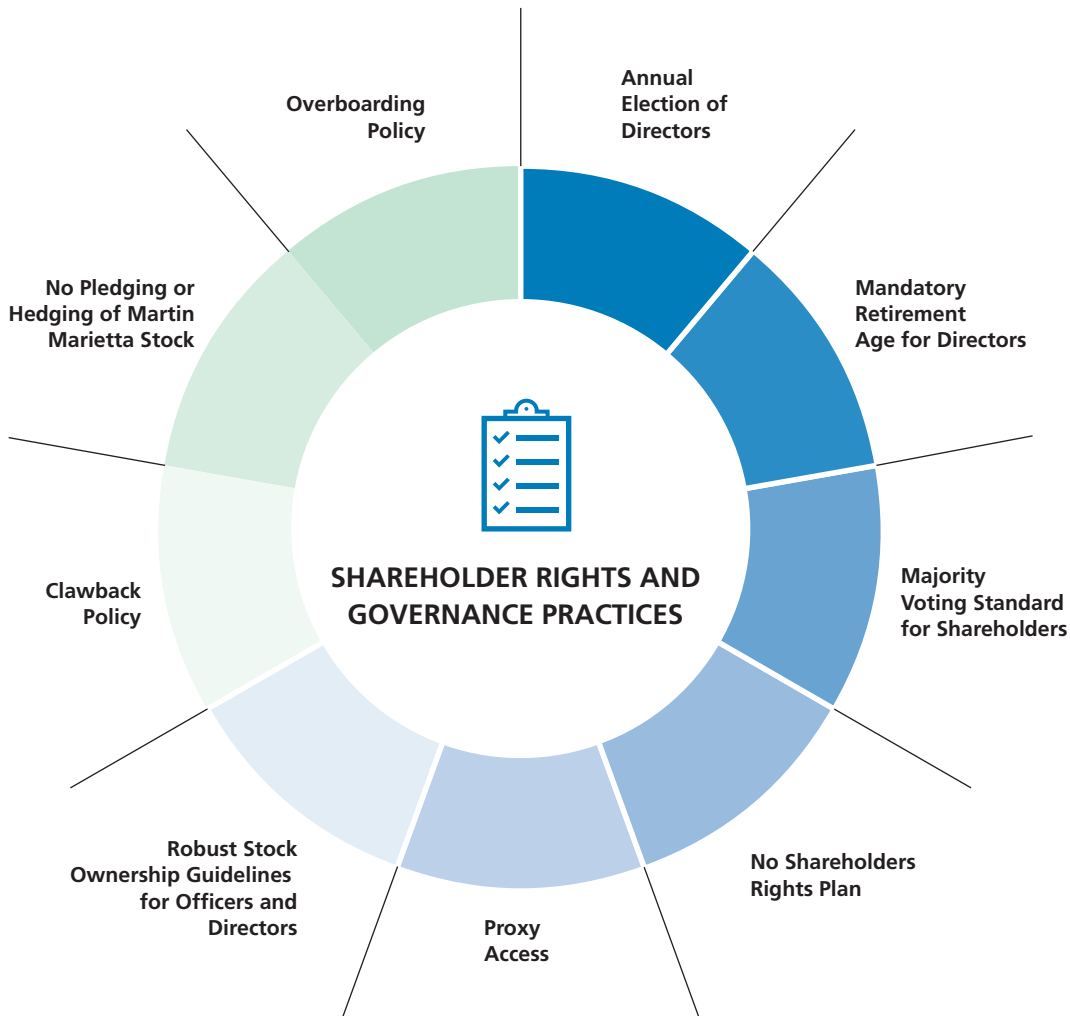 Overboarding
Policy
Annual
Election of
Directors
No Pledging or
Hedging of Martin
Marietta Stock
Mandatory
Retirement
Age for Directors
SHAREHOLDER RIGHTS AND
GOVERNANCE PRACTICES
Clawback
Policy
Majority
Voting Standard
for Shareholders
Robust Stock
Ownership Guidelines
for Officers and
Directors
Proxy
Access
No Shareholders
Rights Plan